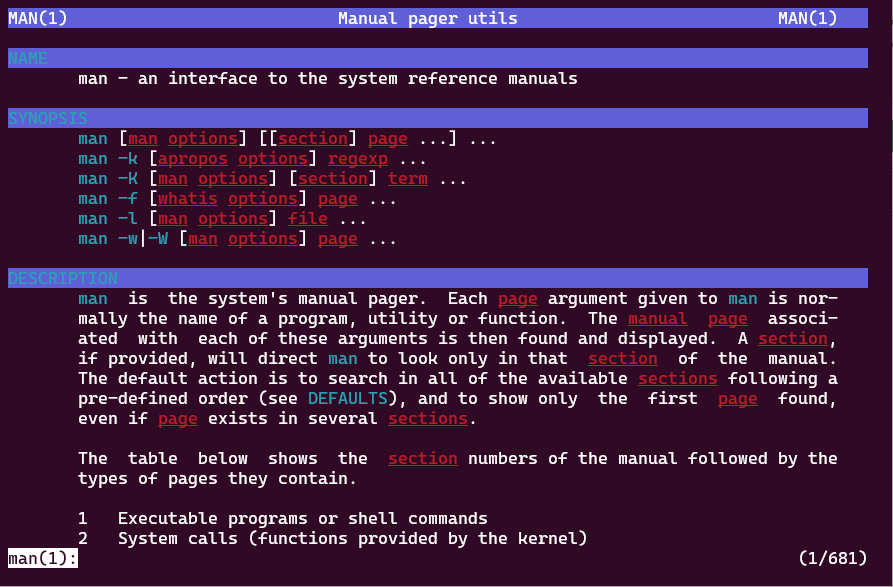 MAN(1) Manual pager utils MAN(1)
NAME
man − an interface to the system reference manuals
SYNOPSIS
man [man options] [[section] page ...] ...
man −k [apropos options] regexp ...
man −K [man options] [section] term ...
man −f [whatis options] page ...
man −l [man options] file ...
man −w|−W [man options] page ...
DESCRIPTION
man is the system's manual pager. Each page argument given to man is nor‐
mally the name of a program, utility or function. The manual page associ‐
ated with each of these arguments is then found and displayed. A section,
if provided, will direct man to look only in that section of the manual.
The default action is to search in all of the available sections following a
pre‐defined order (see DEFAULTS), and to show only the first page found,
even if page exists in several sections.
The table below shows the section numbers of the manual followed by the
types of pages they contain.
1 Executable programs or shell commands
2 System calls (functions provided by the kernel)
man(1): (1/681)